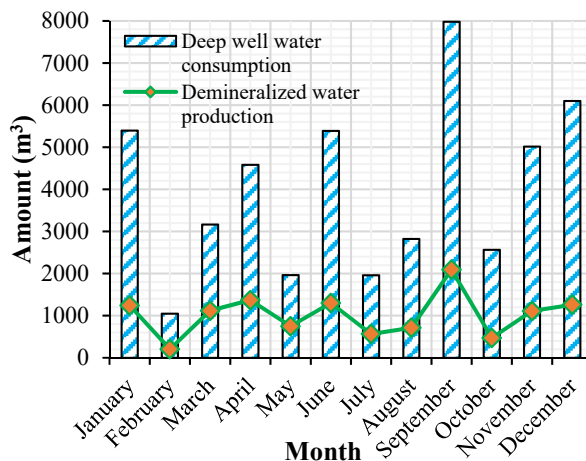 8000
7000
6000
5000
4000
3000
2000
1000
0
Amount (m³)
Deep well water
consumption
Demineralized water
production
January
February
March
April
May
June
July
August
September
October
November
December
Month